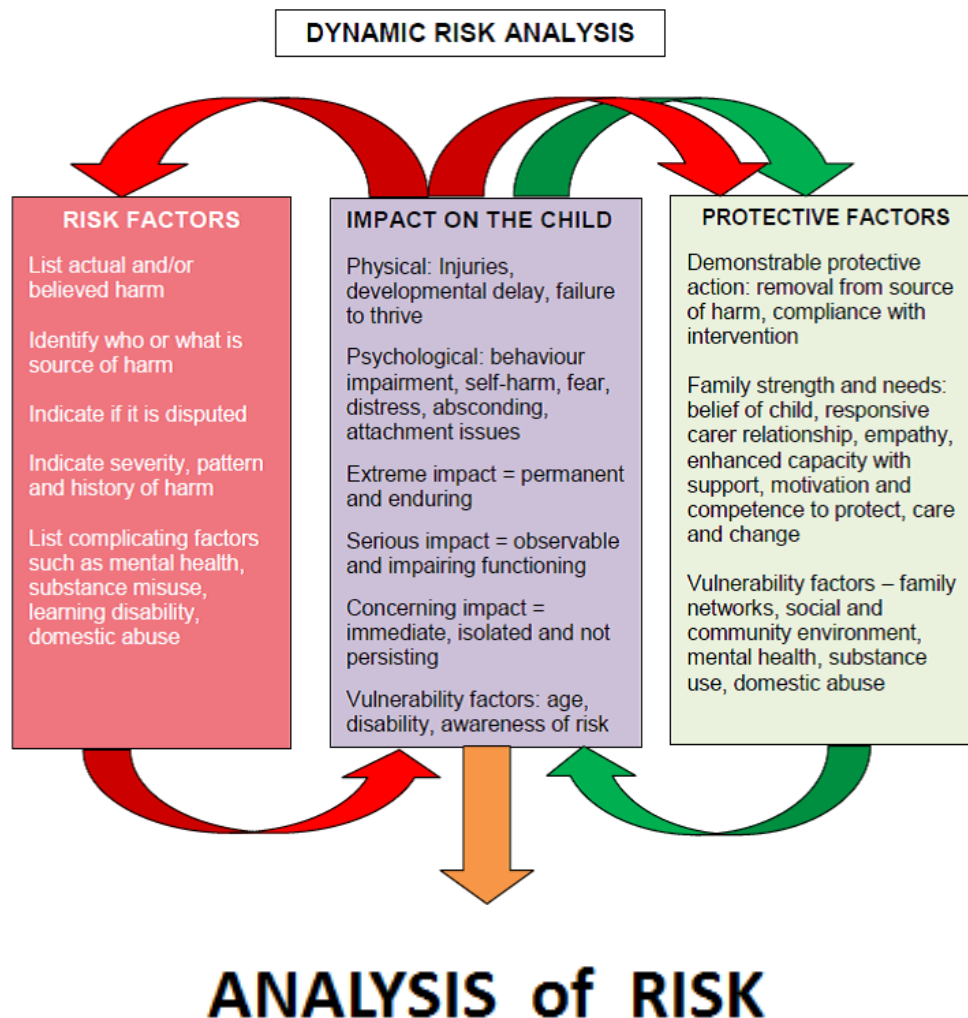 DYNAMIC RISK ANALYSIS
RISK FACTORS
List actual and/or
believed harm
Identify who or what is
source of harm
Indicate if it is disputed
Indicate severity, pattern
and history of harm
List complicating factors
such as mental health,
substance misuse,
learning disability,
domestic abuse
IMPACT ON THE CHILD
Physical: Injuries,
developmental delay, failure
to thrive
Psychological: behaviour
impairment, self-harm, fear,
distress, absconding,
attachment issues
Extreme impact = permanent
and enduring
Serious impact = observable
and impairing functioning
Concerning impact =
immediate, isolated and not
persisting
Vulnerability factors: age,
disability, awareness of risk
PROTECTIVE FACTORS
Demonstrable protective
action: removal from source
of harm, compliance with
intervention
Family strength and needs:
belief of child, responsive
carer relationship, empathy,
enhanced capacity with
support, motivation and
competence to protect, care
and change
Vulnerability factors – family
networks, social and
community environment,
mental health, substance
use, domestic abuse
ANALYSIS of RISK